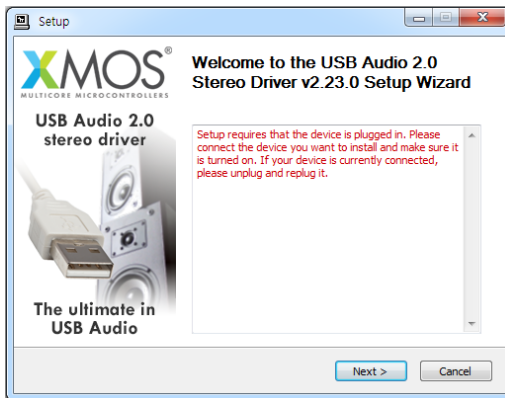 Setup
XMOS®
MULTICORE MICROCONTROLLERS
USB Audio 2.0
stereo driver
The ultimate in
USB Audio
Welcome to the USB Audio 2.0
Stereo Driver v2.23.0 Setup Wizard
Setup requires that the device is plugged in. Please
connect the device you want to install and make sure it
is turned on. If your device is currently connected,
please unplug and replug it.
Next >
Cancel